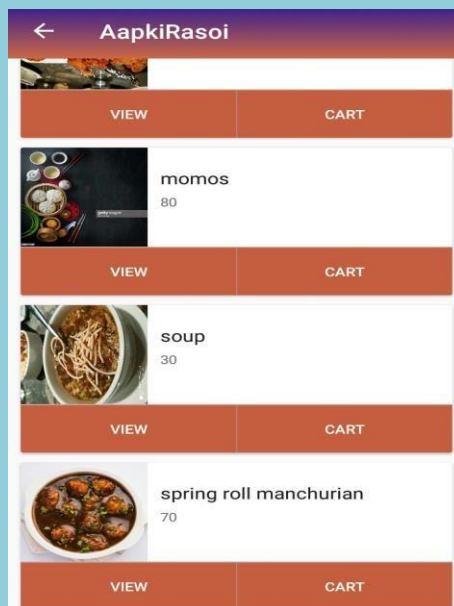 AapkiRasoi
VIEW CART
momos
80
VIEW CART
soup
30
VIEW CART
spring roll manchurian
70
VIEW CART